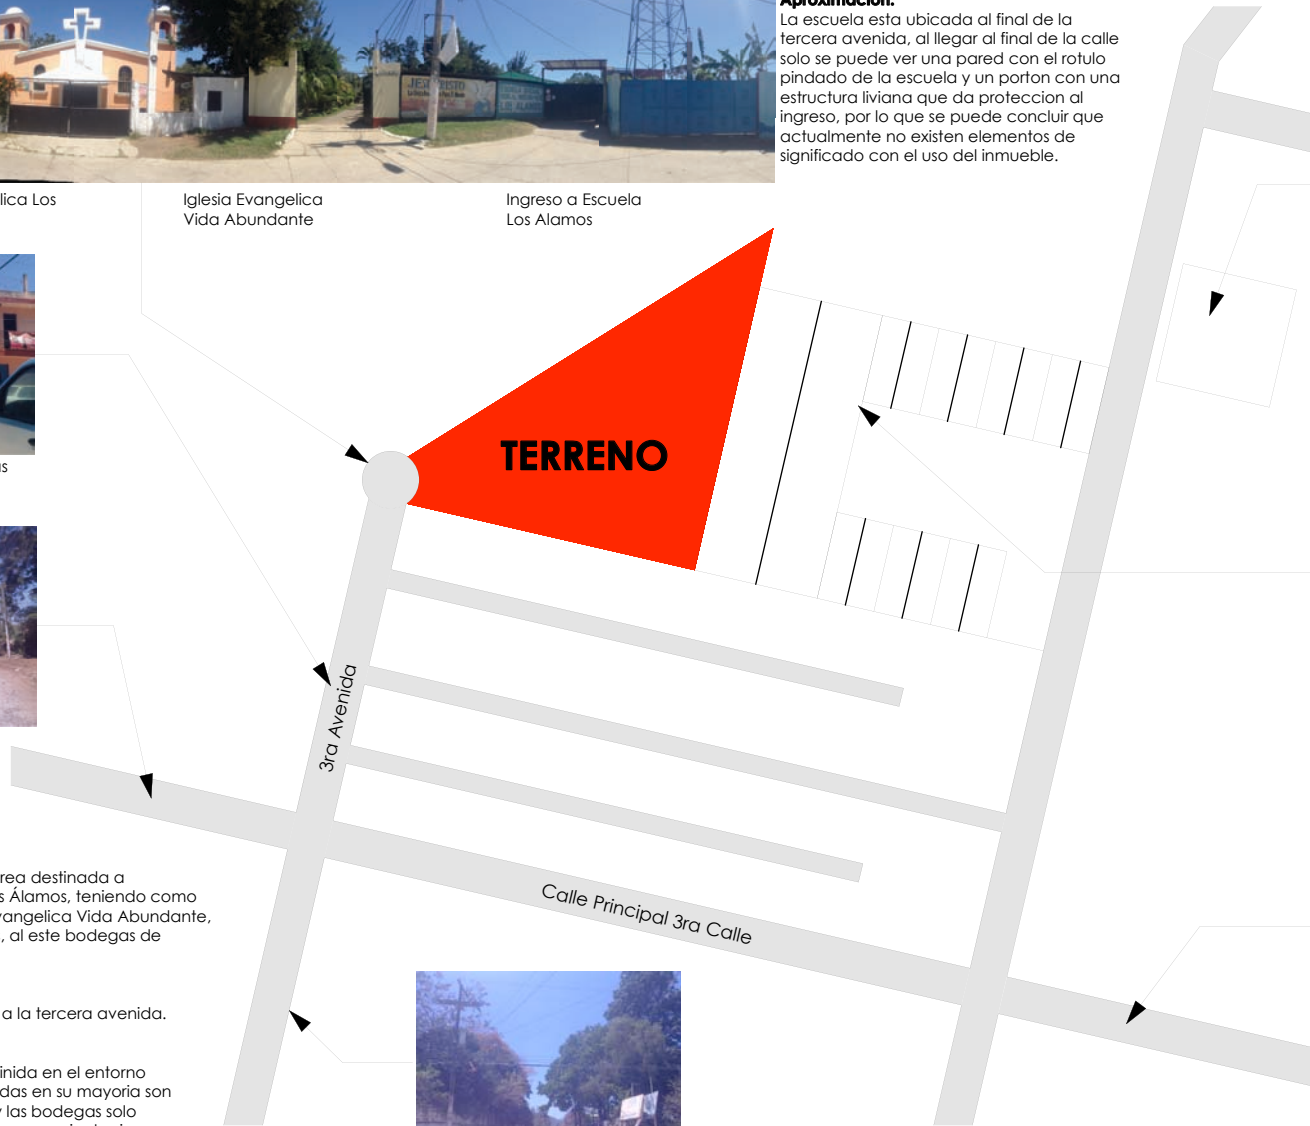 Aproximacion:
La escuela esta ubicada al final de la
tercera avenida, al llegar al final de la calle
solo se puede ver una pared con el rotulo
pindado de la escuela y un porton con una
estructura liviana que da proteccion al
ingreso, por lo que se puede concluir que
actualmente no existen elementos de
significado con el uso del inmueble.
JESUCRISTO
LOS ALAMOS
lica Los
Iglesia Evangelica
Vida Abundante
Ingreso a Escuela
Los Alamos
TERRENO
3ra Avenida
Calle Principal 3ra Calle
rea destinada a
s Álamos, teniendo como
vangelica Vida Abundante,
, al este bodegas de
a la tercera avenida.
inida en el entorno
das en su mayoria son
las bodegas solo